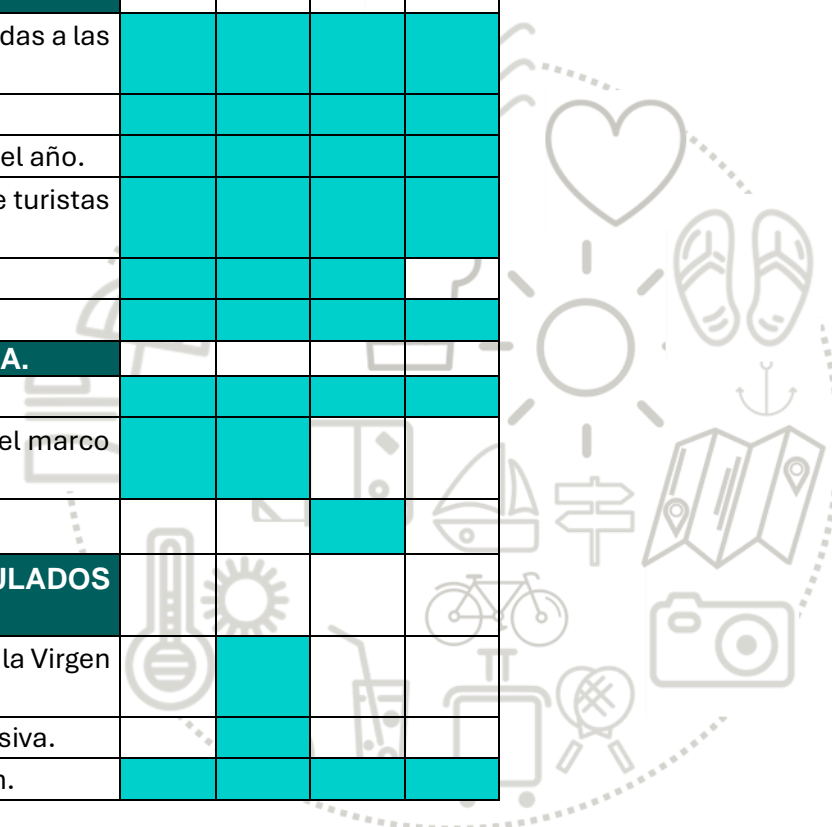 das a las
el año.
e turistas
A.
el marco
ULADOS
la Virgen
siva.
n.